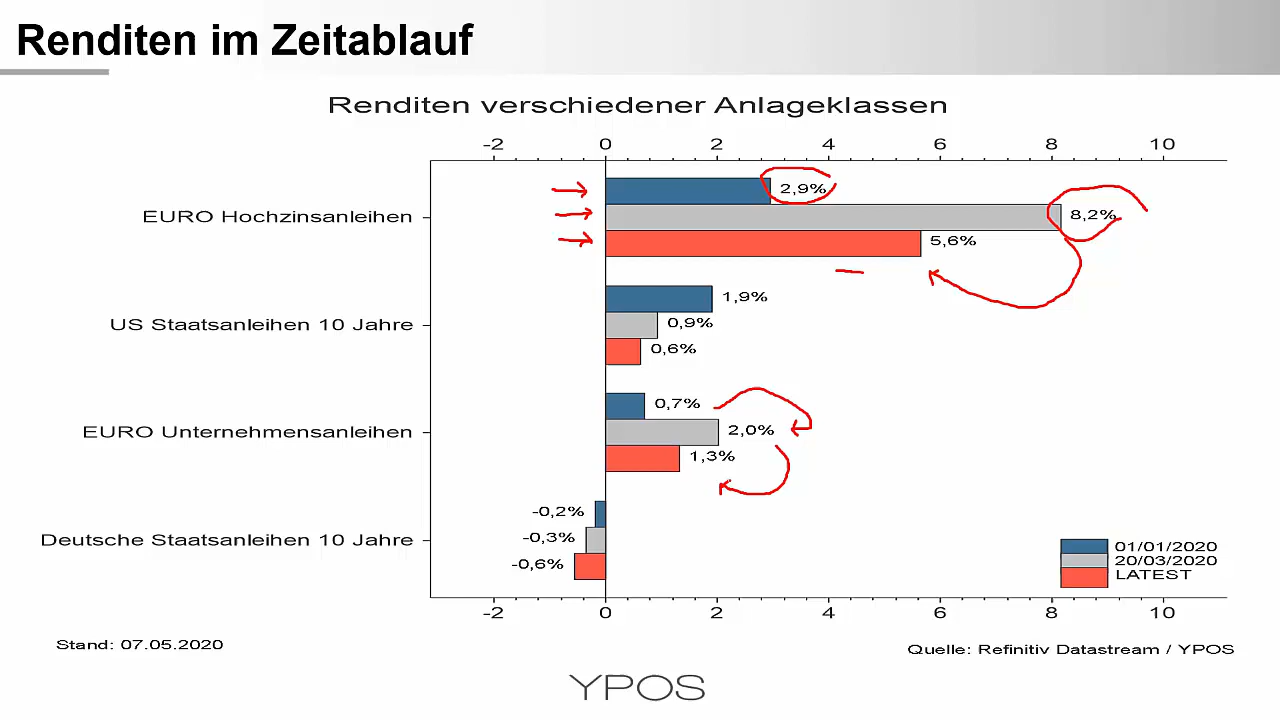 Renditen im Zeitablauf
Renditen verschiedener Anlageklassen
-2 0 2 4 6 8 10
EURO Hochzinsanleihen
2,9%
8,2%
5,6%
US Staatsanleihen 10 Jahre
1,9%
0,9%
0,6%
EURO Unternehmensanleihen
0,7%
2,0%
1,3%
Deutsche Staatsanleihen 10 Jahre
-0,2%
-0,3%
-0,6%
01/01/2020
20/03/2020
LATEST
-2 0 2 4 6 8 10
Stand: 07.05.2020
Quelle: Refinitiv Datastream / YPOS
YPOS